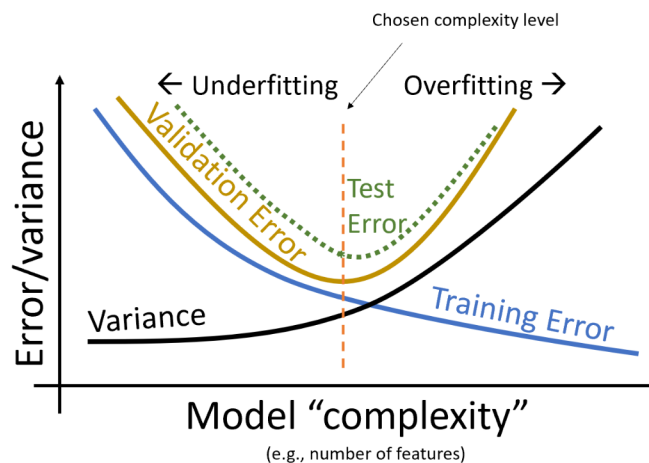 Chosen complexity level
← Underfitting
Overfitting →
Error/variance
Validation Error
Test
Error
Variance
Training Error
Model “complexity”
(e.g., number of features)